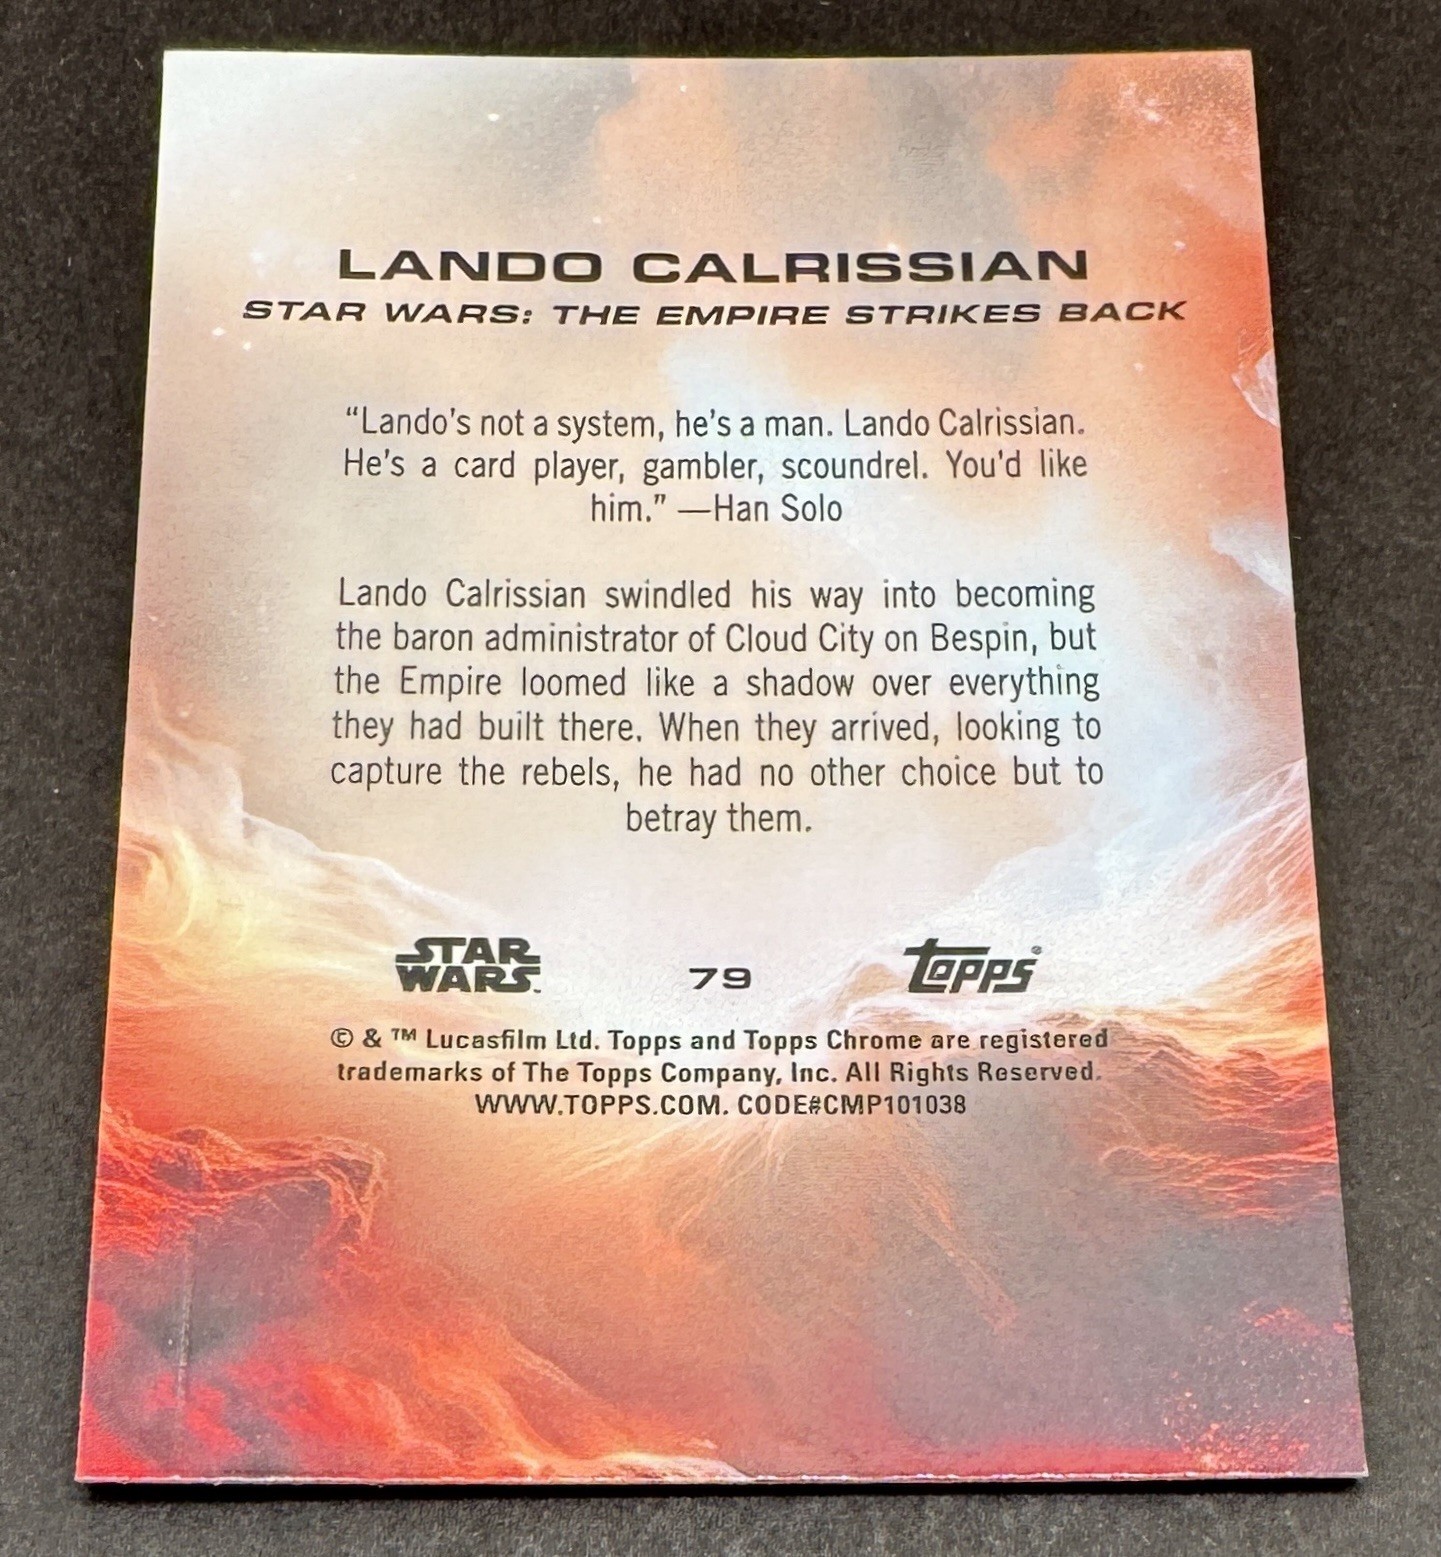 LANDO CALRISSIAN
STAR WARS: THE EMPIRE STRIKES BACK
“Lando's not a system, he's a man. Lando Calrissian.
He's a card player, gambler, scoundrel. You'd like
him.” —Han Solo
Lando Calrissian swindled his way into becoming
the baron administrator of Cloud City on Bespin, but
the Empire loomed like a shadow over everything
they had built there. When they arrived, looking to
capture the rebels, he had no other choice but to
betray them.
STAR
WARS.
79
topps®
© & ™ Lucasfilm Ltd. Topps and Topps Chrome are registered
trademarks of The Topps Company, Inc. All Rights Reserved.
WWW.TOPPS.COM. CODE#CMP101038